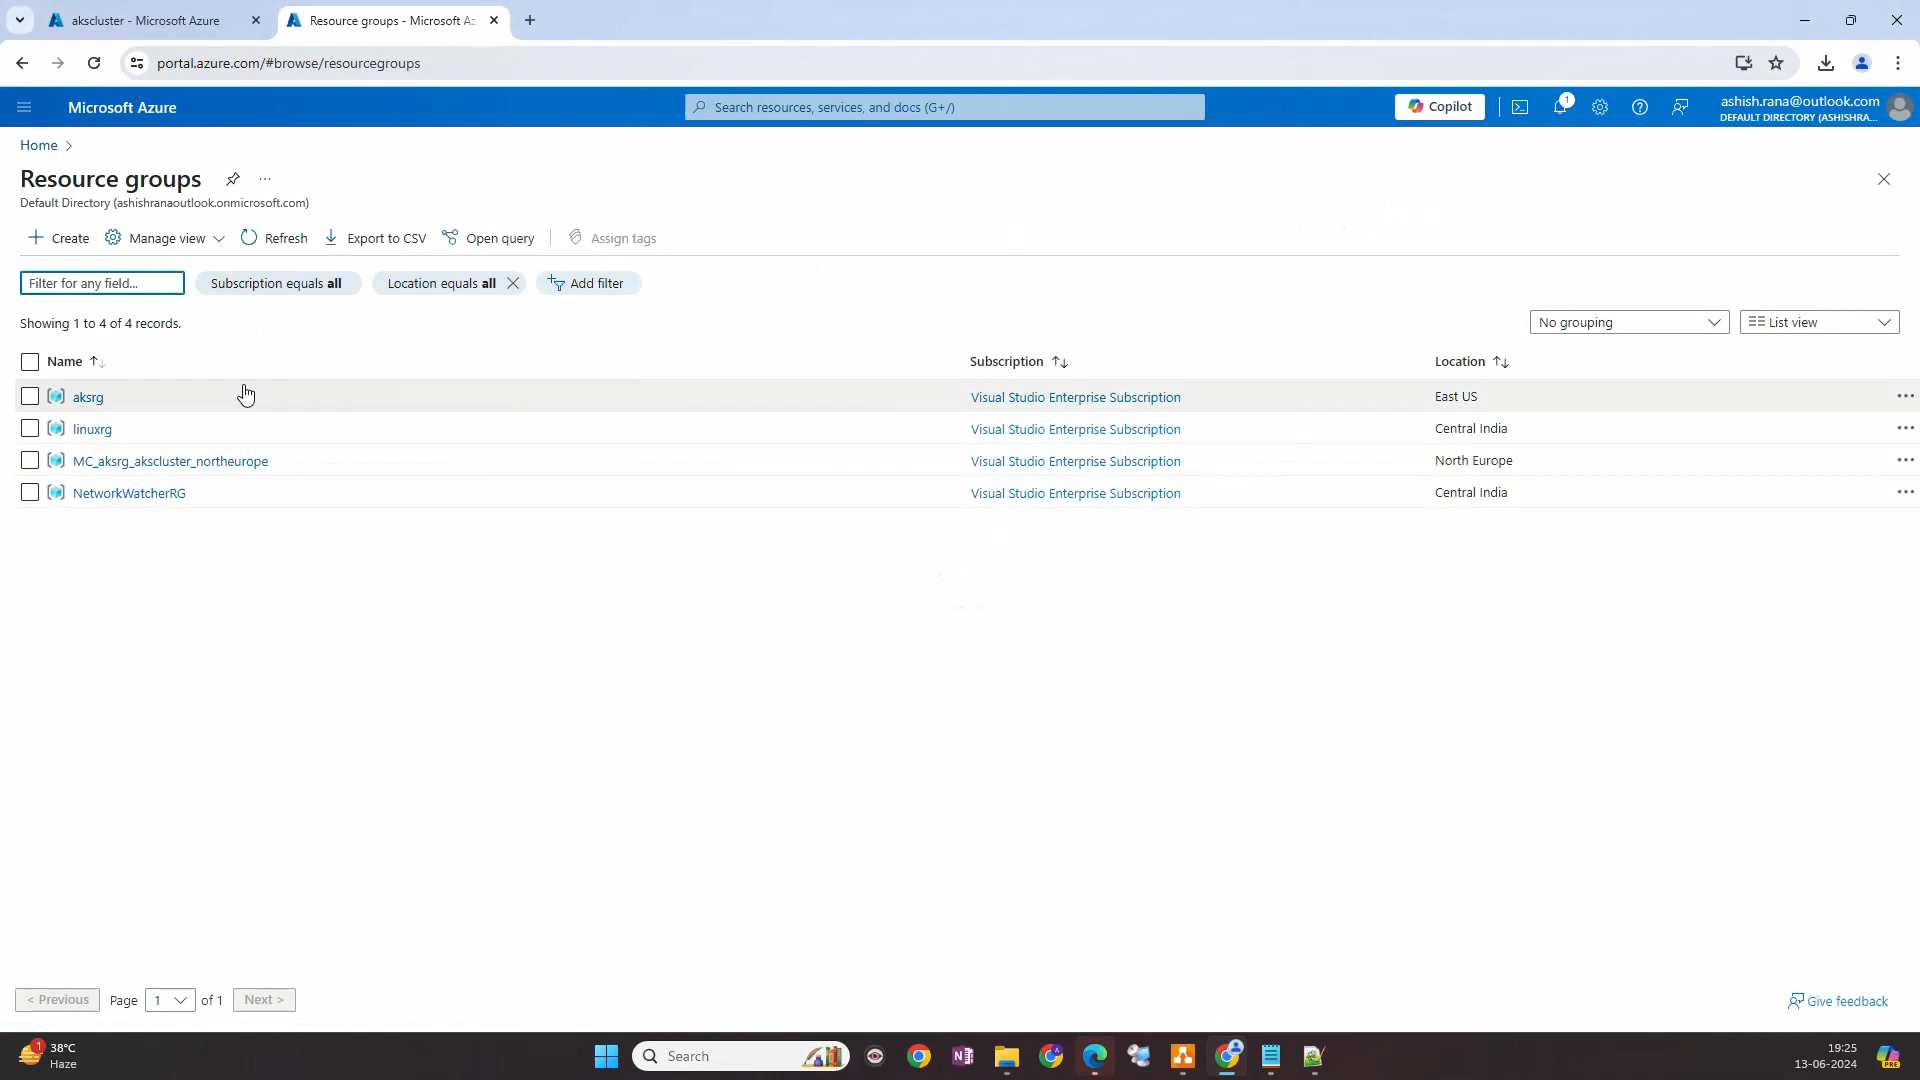 akscluster - Microsoft Azure
Resource groups - Microsoft Az
portal.azure.com/#browse/resourcegroups
Microsoft Azure
Search resources, services, and docs (G+/)
Copilot
1
ashish.rana@outlook.com
DEFAULT DIRECTORY (ASHISHRA...
Home
Resource groups
Default Directory (ashishranaoutlook.onmicrosoft.com)
Create Manage view Refresh Export to CSV Open query Assign tags
Filter for any field... Subscription equals all Location equals all Add filter
Showing 1 to 4 of 4 records.
No grouping List view
Name Subscription Location
aksrg Visual Studio Enterprise Subscription East US
linuxrg Visual Studio Enterprise Subscription Central India
MC_aksrg_akscluster_northeurope Visual Studio Enterprise Subscription North Europe
NetworkWatcherRG Visual Studio Enterprise Subscription Central India
< Previous Page 1 of 1 Next >
Give feedback
1
38°C
Haze
Search
N
PRE
19:25
13-06-2024